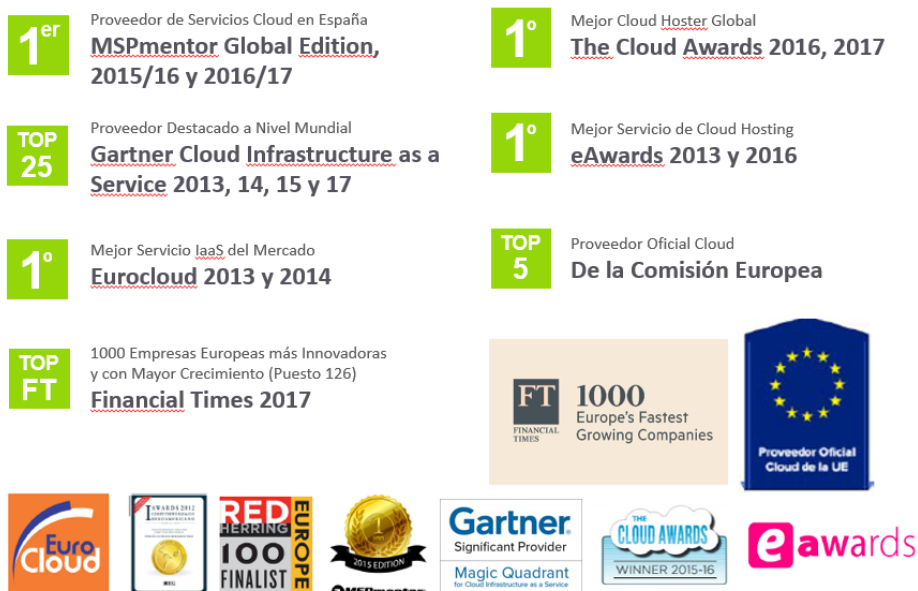 1er
Proveedor de Servicios Cloud en España
MSPmentor Global Edition,
2015/16 y 2016/17
TOP
25
Proveedor Destacado a Nivel Mundial
Gartner Cloud Infrastructure as a
Service 2013, 14, 15 y 17
1º
Mejor Servicio IaaS del Mercado
Eurocloud 2013 y 2014
TOP
FT
1000 Empresas Europeas más Innovadoras
y con Mayor Crecimiento (Puesto 126)
Financial Times 2017
1º
Mejor Cloud Hoster Global
The Cloud Awards 2016, 2017
1º
Mejor Servicio de Cloud Hosting
eAwards 2013 y 2016
TOP
5
Proveedor Oficial Cloud
De la Comisión Europea
FT
FINANCIAL
TIMES
1000
Europe's Fastest
Growing Companies
Proveedor Oficial
Cloud de la UE
Euro
Cloud
AWARDS 2012
RED
HERRING
100
FINALIST
EUROPE
2015 EDITION
MSPmentor
Gartner
Significant Provider
Magic Quadrant
for Cloud Infrastructure as a Service
THE
CLOUD AWARDS
WINNER 2015-16
e awards